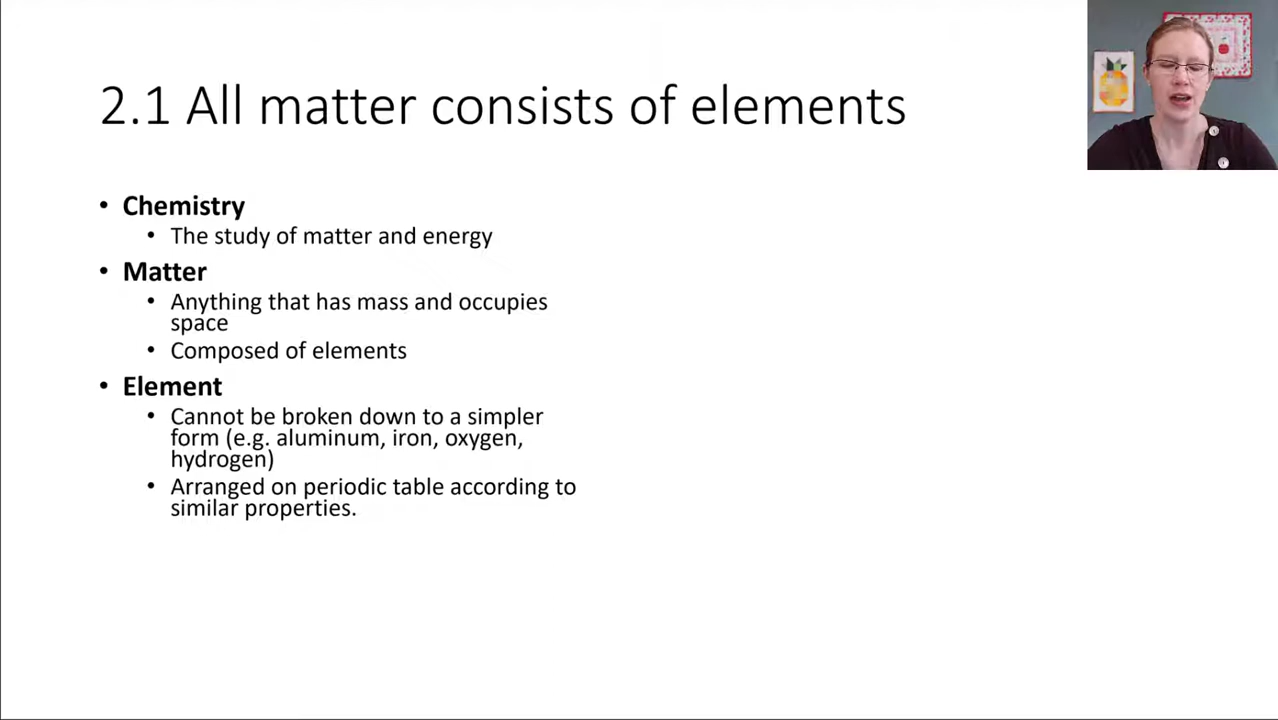 2.1 All matter consists of elements
• Chemistry
• The study of matter and energy
• Matter
• Anything that has mass and occupies
space
• Composed of elements
• Element
• Cannot be broken down to a simpler
form (e.g. aluminum, iron, oxygen,
hydrogen)
• Arranged on periodic table according to
similar properties.